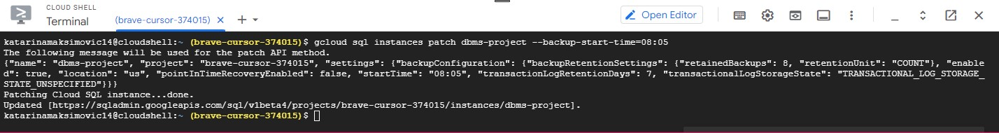 CLOUD SHELL
Terminal
(brave-cursor-374015)
Open Editor
katarinamaksimovic14@cloudshell:~ (brave-cursor-374015)$ gcloud sql instances patch dbms-project --backup-start-time=08:05
The following message will be used for the patch API method.
{"name": "dbms-project", "project": "brave-cursor-374015", "settings": {"backupConfiguration": {"backupRetentionSettings": {"retainedBackups": 8, "retentionUnit": "COUNT"}, "enable
d": true, "location": "us", "pointInTimeRecoveryEnabled": false, "startTime": "08:05", "transactionLogRetentionDays": 7, "transactionalLogStorageState": "TRANSACTIONAL_LOG_STORAGE_
STATE_UNSPECIFIED"}}}
Patching Cloud SQL instance...done.
Updated [https://sqladmin.googleapis.com/sql/v1beta4/projects/brave-cursor-374015/instances/dbms-project].
katarinamaksimovic14@cloudshell:~ (brave-cursor-374015)$